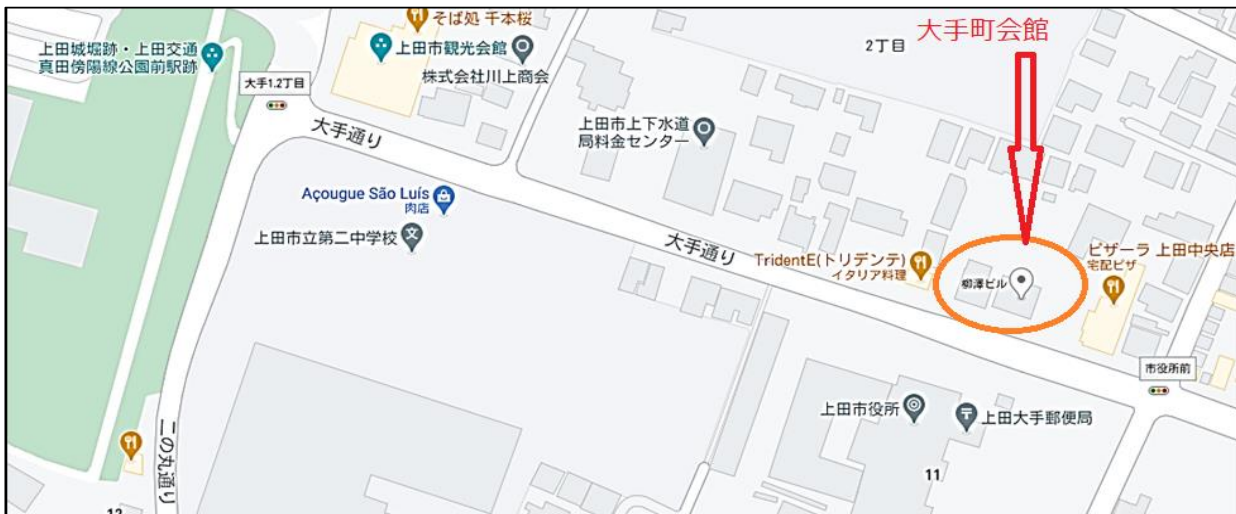 そば処 千本桜
上田城堀跡・上田交通
真田傍陽線公園前駅跡
上田市観光会館
株式会社川上商会
大手1.2丁目
大手通り
2丁目
大手町会館
上田市上下水道
局料金センター
Açougue São Luís
肉店
上田市立第二中学校
大手通り
TridentE(トリデンテ)
イタリア料理
柳澤ビル
ピザーラ 上田中央店
宅配ピザ
市役所前
上田市役所
上田大手郵便局
11
二の丸通り
12